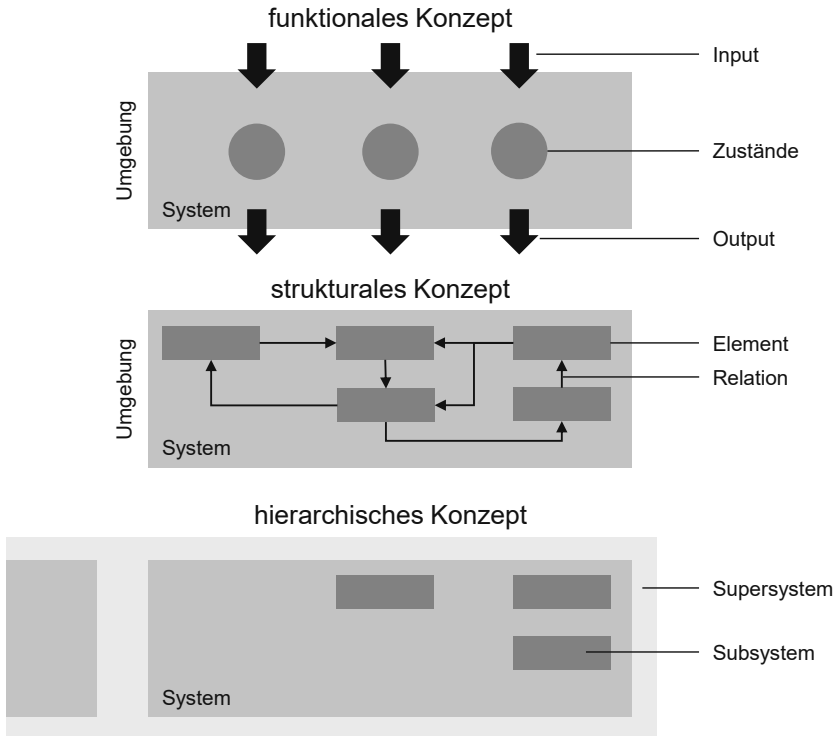 funktionales Konzept
Input
Umgebung
Zustände
System
Output
strukturales Konzept
Umgebung
Element
Relation
System
hierarchisches Konzept
Supersystem
Subsystem
System